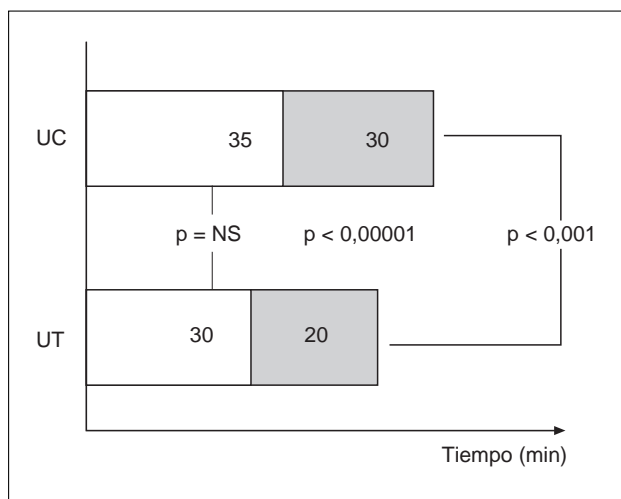 UC 35 30
p = NS p < 0,00001 p < 0,001
UT 30 20
Tiempo (min)